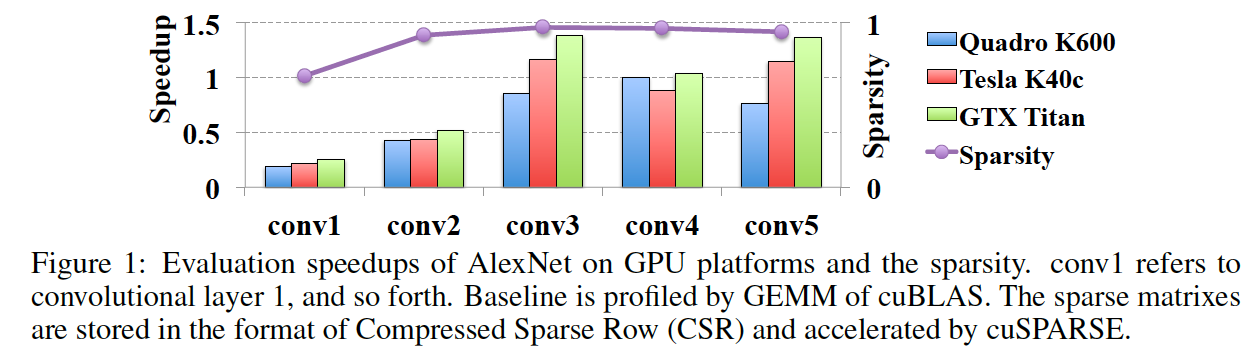 1.5
1
0.5
0
Speedup
1
0
Sparsity
Quadro K600
Tesla K40c
GTX Titan
Sparsity
conv1 conv2 conv3 conv4 conv5
Figure 1: Evaluation speedups of AlexNet on GPU platforms and the sparsity. conv1 refers to
convolutional layer 1, and so forth. Baseline is profiled by GEMM of cuBLAS. The sparse matrixes
are stored in the format of Compressed Sparse Row (CSR) and accelerated by cuSPARSE.